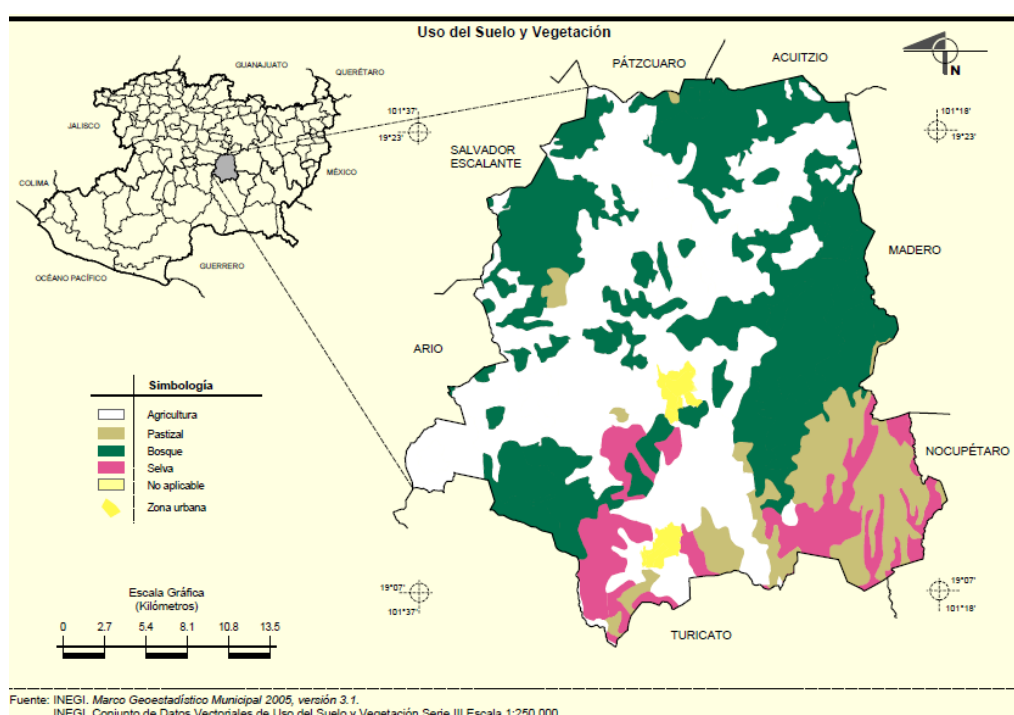 Uso del Suelo y Vegetación
GUANAJUATO
QUERÉTARO
JALISCO
MÉXICO
COLIMA
GUERRERO
OCÉANO PACÍFICO
PÁTZCUARO
ACUITZIO
N
101°37'
19°23'
101°18'
19°23'
SALVADOR
ESCALANTE
MADERO
ARIO
NOCUPÉTARO
TURICATO
19°07'
101°37'
19°07'
101°18'
Simbología
Agricultura
Pastizal
Bosque
Selva
No aplicable
Zona urbana
Escala Gráfica
(Kilómetros)
0 2.7 5.4 8.1 10.8 13.5
Fuente: INEGI. Marco Geoestadístico Municipal 2005, versión 3.1.
INEGI. Conjunto de Datos Vectoriales de Uso del Suelo y Vegetación Serie III Escala 1:250 000